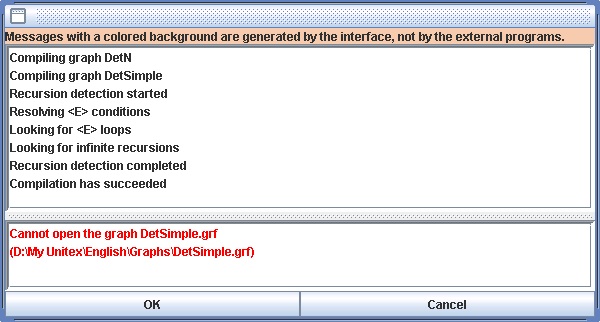 Messages with a colored background are generated by the interface, not by the external programs.
Compiling graph DetN
Compiling graph DetSimple
Recursion detection started
Resolving <E> conditions
Looking for <E> loops
Looking for infinite recursions
Recursion detection completed
Compilation has succeeded
Cannot open the graph DetSimple.grf
(D:\My Unitex\English\Graphs\DetSimple.grf)
OK
Cancel